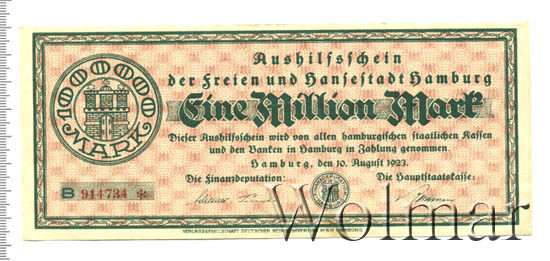 1000000
MARK
Aushilfsschein
der Freien und Hansestadt Hamburg
Eine Million Mark
Dieser Aushilfsschein wird von allen hamburgischen staatlichen Kassen
und den Banken in Hamburg in Zahlung genommen.
Hamburg, den 10. August 1923.
Die Finanzdeputation:
Die Hauptstaatskasse:
B 914734 *
Wolmar